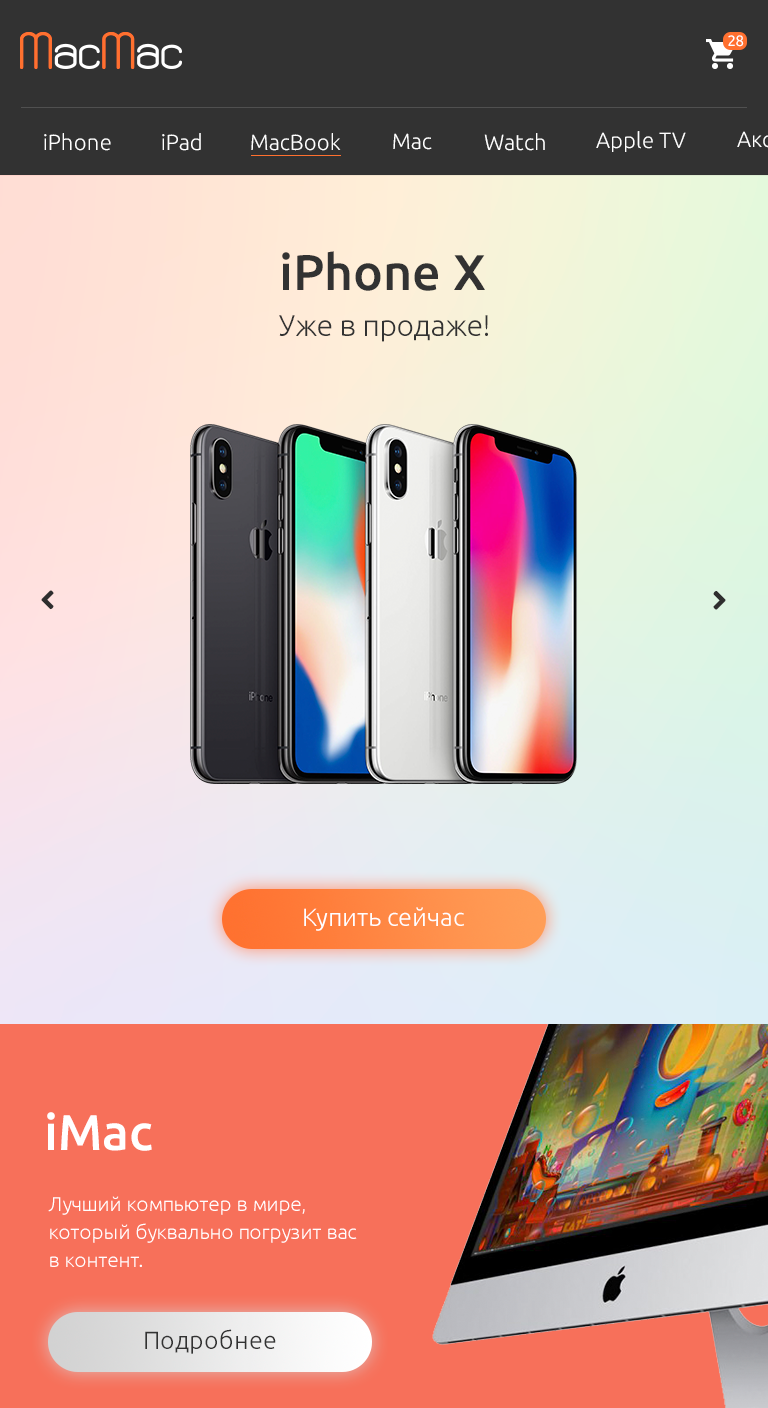 MacMac
28
iPhone iPad MacBook Mac Watch Apple TV
iPhone X
Уже в продаже!
iPhone iPhone
Купить сейчас
iMac
Лучший компьютер в мире,
который буквально погрузит вас
в контент.
Подробнее